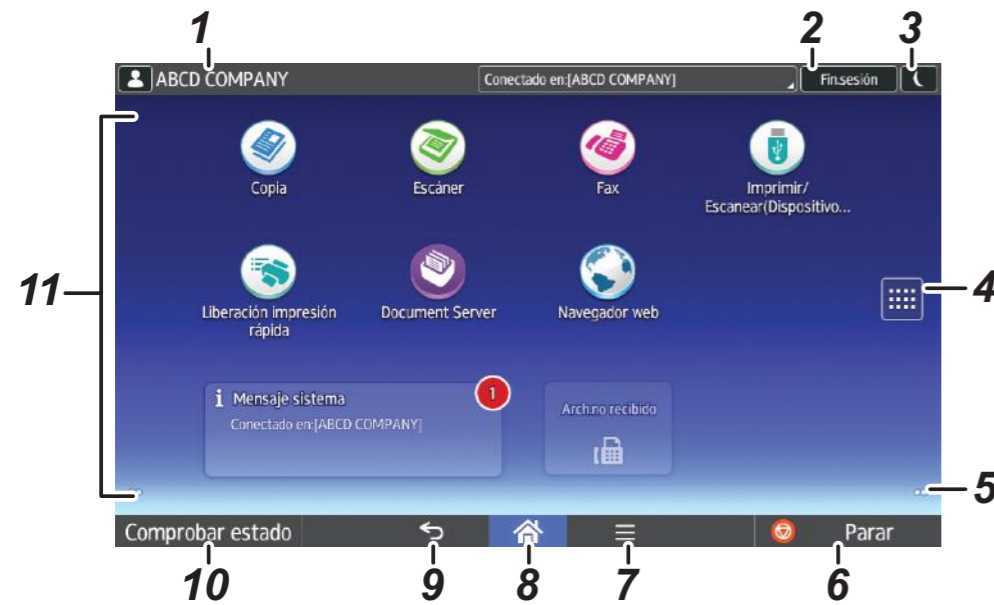 1
2
3
ABCD COMPANY
Conectado en:[ABCD COMPANY]
Fin.sesión
11
Copia
Escáner
Fax
Imprimir/
Escanear(Dispositivo...
4
Liberación impresión
rápida
Document Server
Navegador web
i Mensaje sistema
1
Conectado en:[ABCD COMPANY]
Arch.no recibido
5
Comprobar estado
Parar
10
9
8
7
6